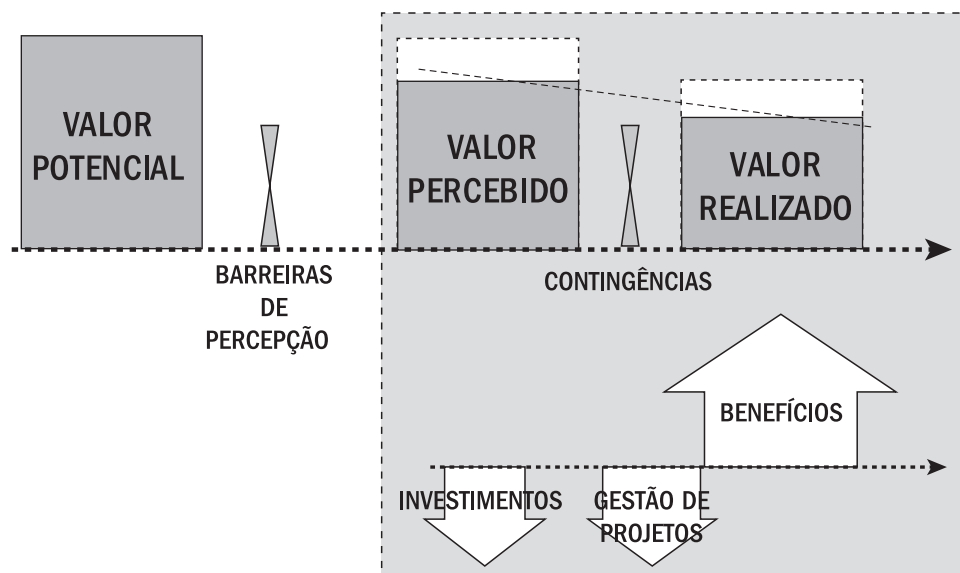 VALOR
POTENCIAL
VALOR
PERCEBIDO
VALOR
REALIZADO
BARREIRAS
DE
PERCEPÇÃO
CONTINGÊNCIAS
BENEFÍCIOS
INVESTIMENTOS
GESTÃO DE
PROJETOS